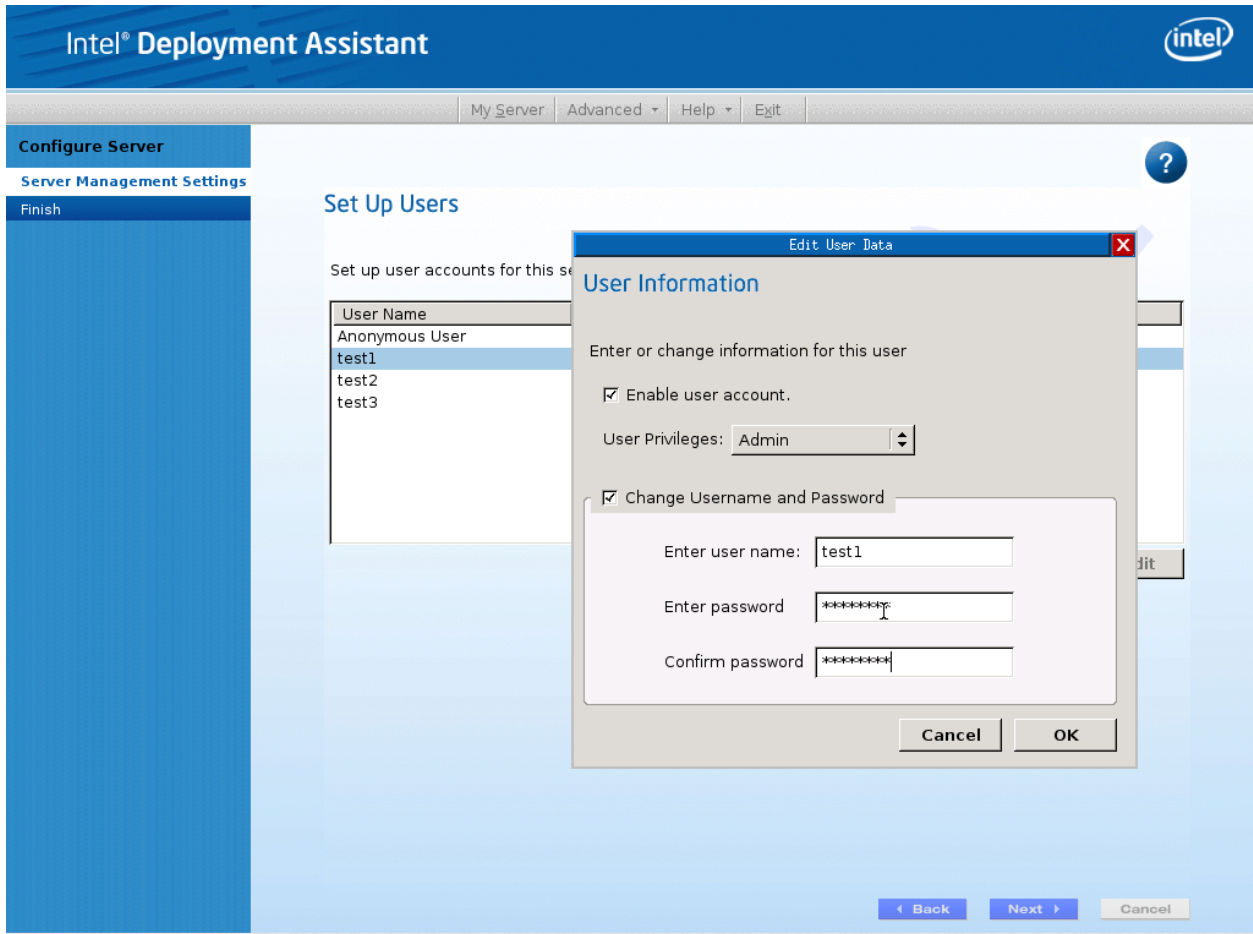 Intel® Deployment Assistant
intel
My Server Advanced Help Exit
Configure Server
Server Management Settings
Finish
?
Set Up Users
Set up user accounts for this se
User Name
Anonymous User
test1
test2
test3
dit
Edit User Data
X
User Information
Enter or change information for this user
Enable user account.
User Privileges: Admin
Change Username and Password
Enter user name: test1
Enter password ********
Confirm password ********
Cancel OK
Back Next Cancel